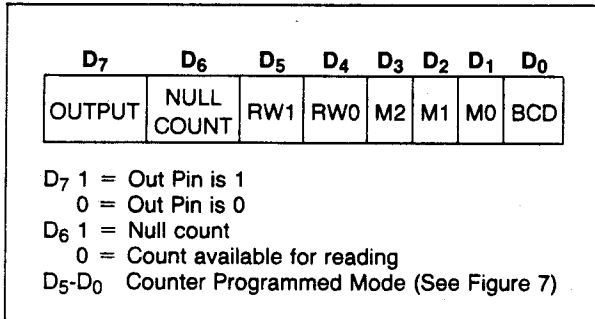 D7 D6 D5 D4 D3 D2 D1 D0
OUTPUT NULL COUNT RW1 RW0 M2 M1 M0 BCD
D7 1 = Out Pin is 1
0 = Out Pin is 0
D6 1 = Null count
0 = Count available for reading
D5-D0 Counter Programmed Mode (See Figure 7)